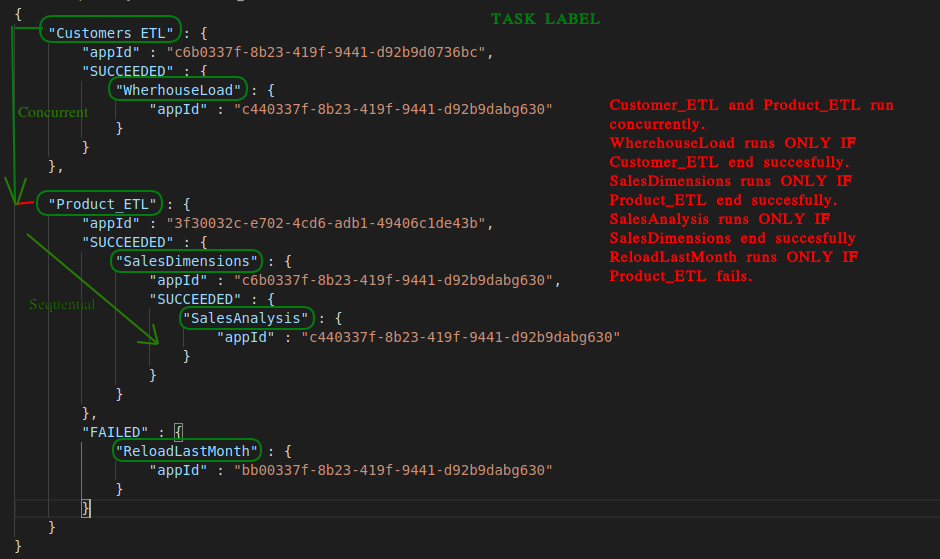 TASK LABEL
{
"Customers ETL" : {
"appId" : "c6b0337f-8b23-419f-9441-d92b9d0736bc",
"SUCCEEDED" : {
"WherhouseLoad" : {
"appId" : "c440337f-8b23-419f-9441-d92b9dabg630"
}
}
},
Concurrent
"Product_ETL" : {
"appId" : "3f30032c-e702-4cd6-adb1-49406c1de43b",
"SUCCEEDED" : {
"SalesDimensions" : {
"appId" : "c6b0337f-8b23-419f-9441-d92b9dabg630",
"SUCCEEDED" : {
"SalesAnalysis" : {
"appId" : "c440337f-8b23-419f-9441-d92b9dabg630"
}
}
}
},
Sequential
"FAILED" : {
"ReloadLastMonth" : {
"appId" : "bb00337f-8b23-419f-9441-d92b9dabg630"
}
}
}
}
Customer_ETL and Product_ETL run
concurrently.
WherehouseLoad runs ONLY IF
Customer_ETL end succesfully.
SalesDimensions runs ONLY IF
Product_ETL end succesfully.
SalesAnalysis runs ONLY IF
SalesDimensions end succesfully
ReloadLastMonth runs ONLY IF
Product_ETL fails.